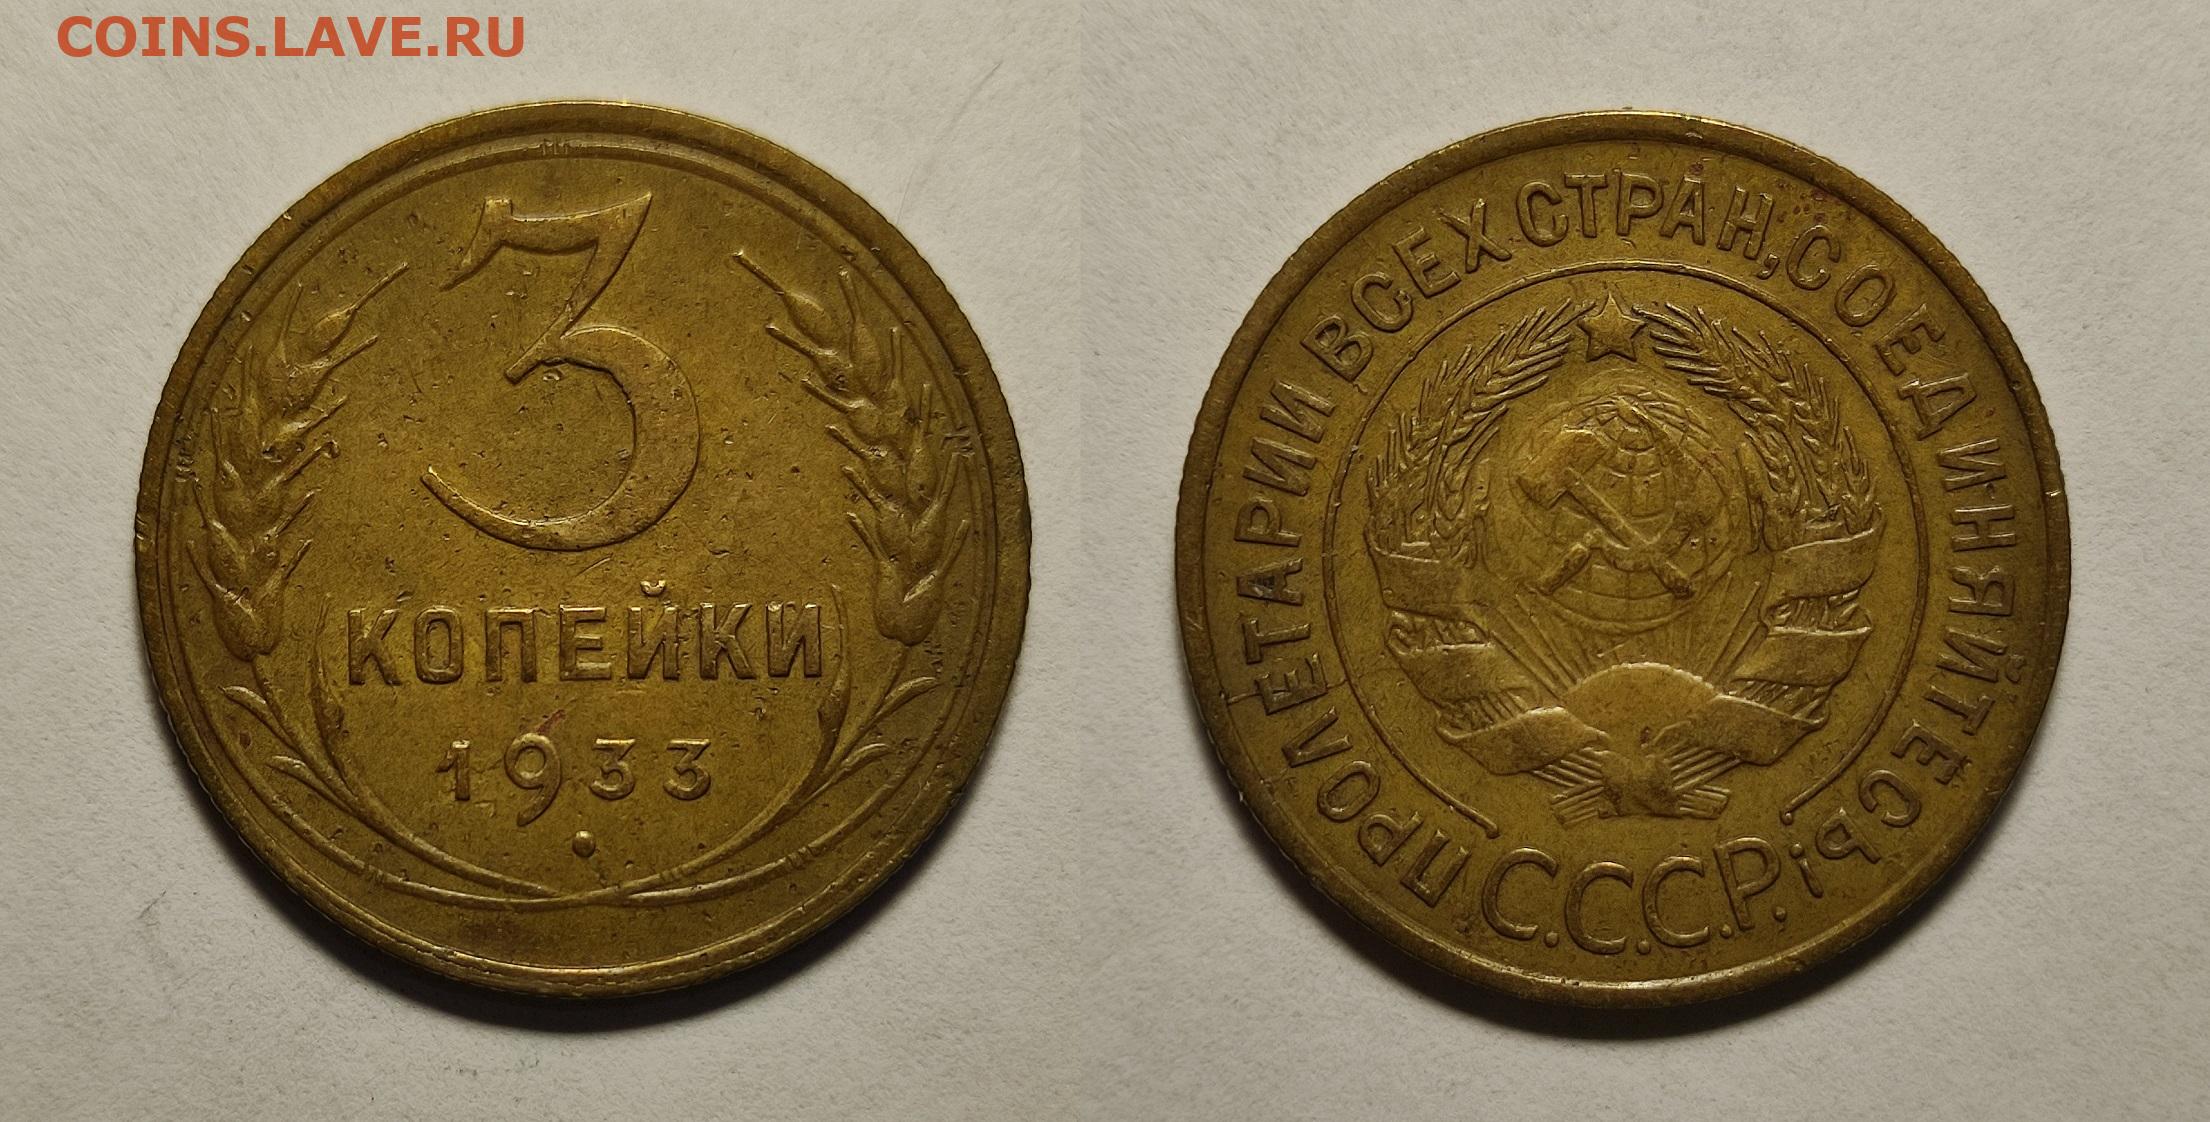 COINS.LAVE.RU
3
КОПЕЙКИ
1933
ПРОЛЕТАРИИ ВСЕХ СТРАН, СОЕДИНЯЙТЕСЬ!
С.С.С.Р.